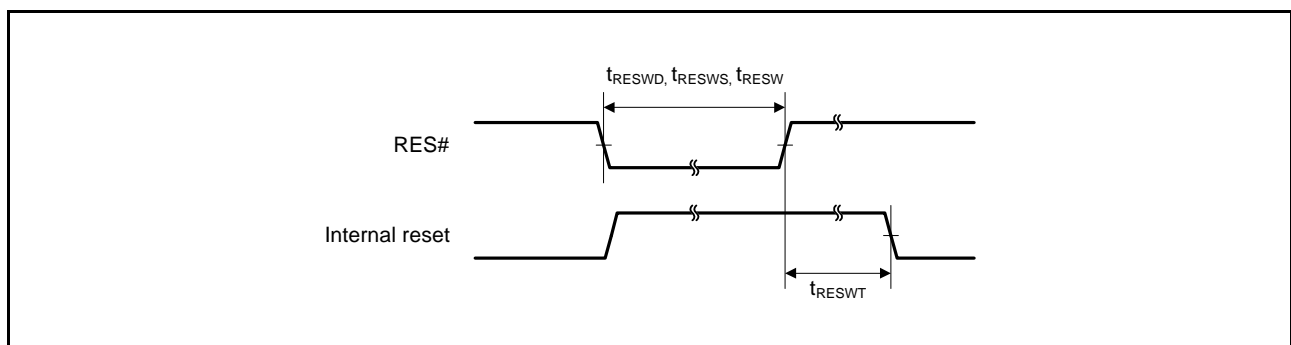 tRESWD, tRESWS, tRESW
RES#
Internal reset
tRESWT